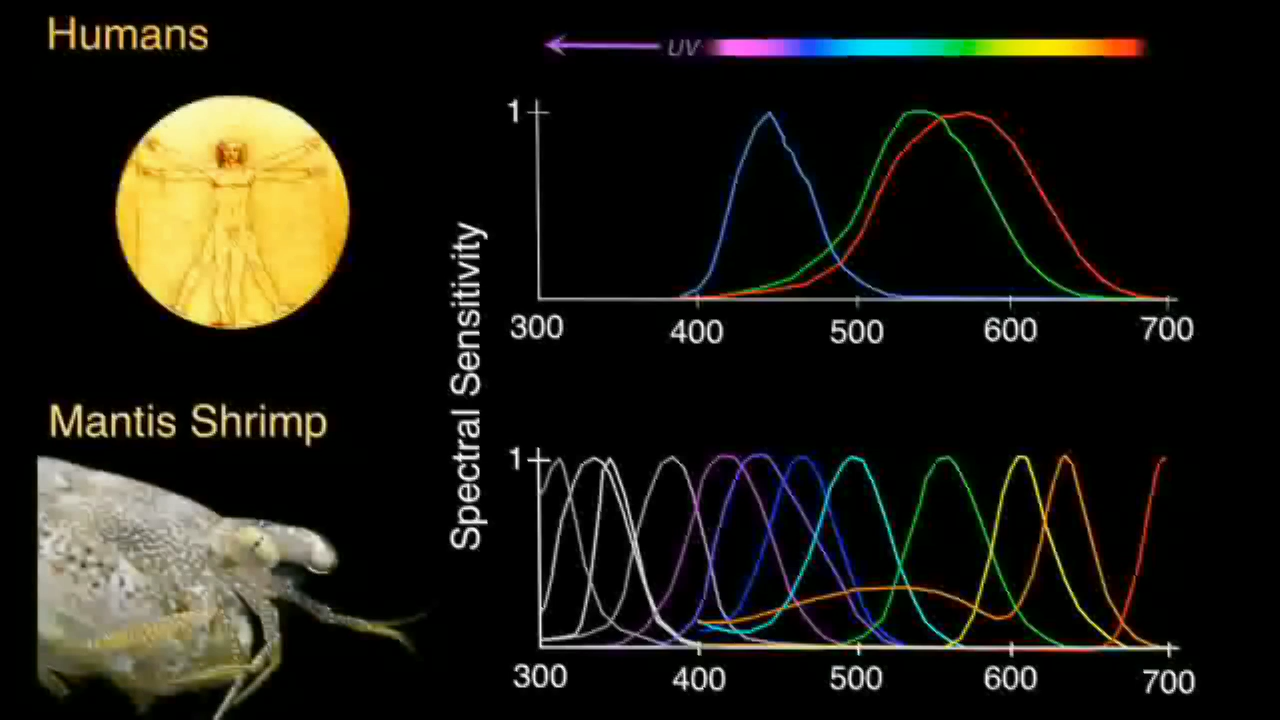 Humans
UV
1
300 400 500 600 700
Spectral Sensitivity
Mantis Shrimp
1
300 400 500 600 700